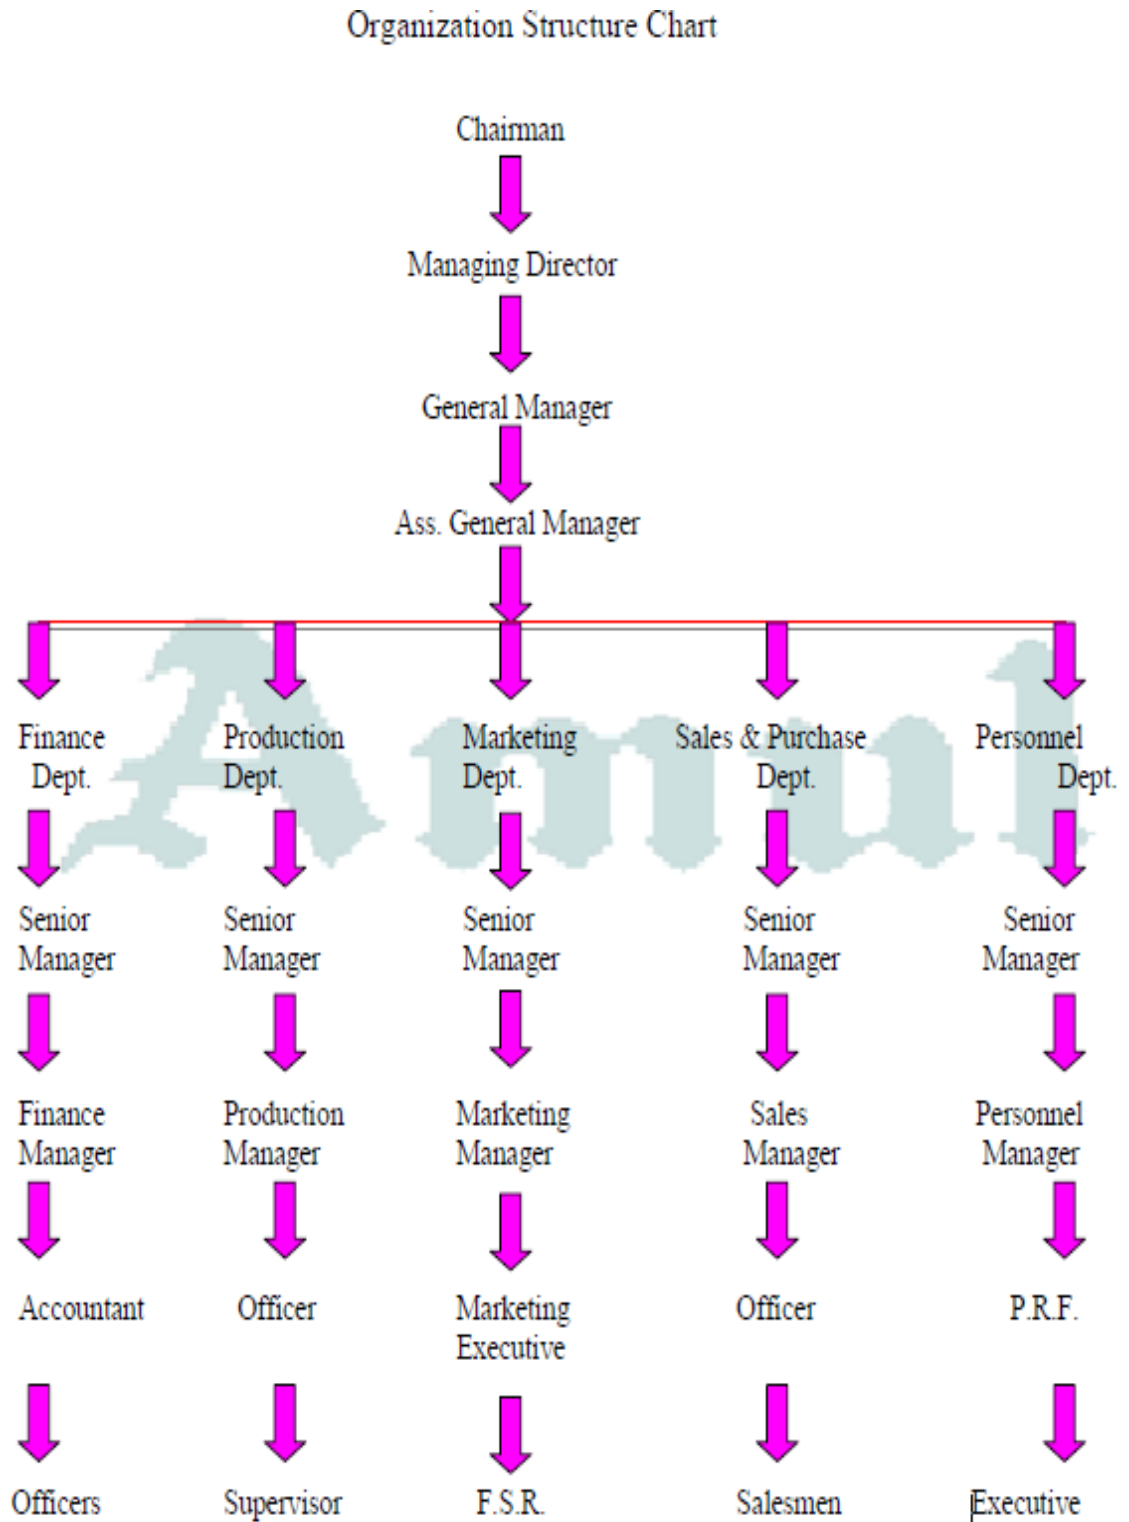 Organization Structure Chart
Chairman
Managing Director
General Manager
Ass. General Manager
Amul
Finance Production Marketing Sales & Purchase Personnel
Dept. Dept. Dept. Dept. Dept.
Senior Senior Senior Senior Senior
Manager Manager Manager Manager Manager
Finance Production Marketing Sales Personnel
Manager Manager Manager Manager Manager
Accountant Officer Marketing Officer P.R.F.
Executive
Officers Supervisor F.S.R. Salesmen Executive